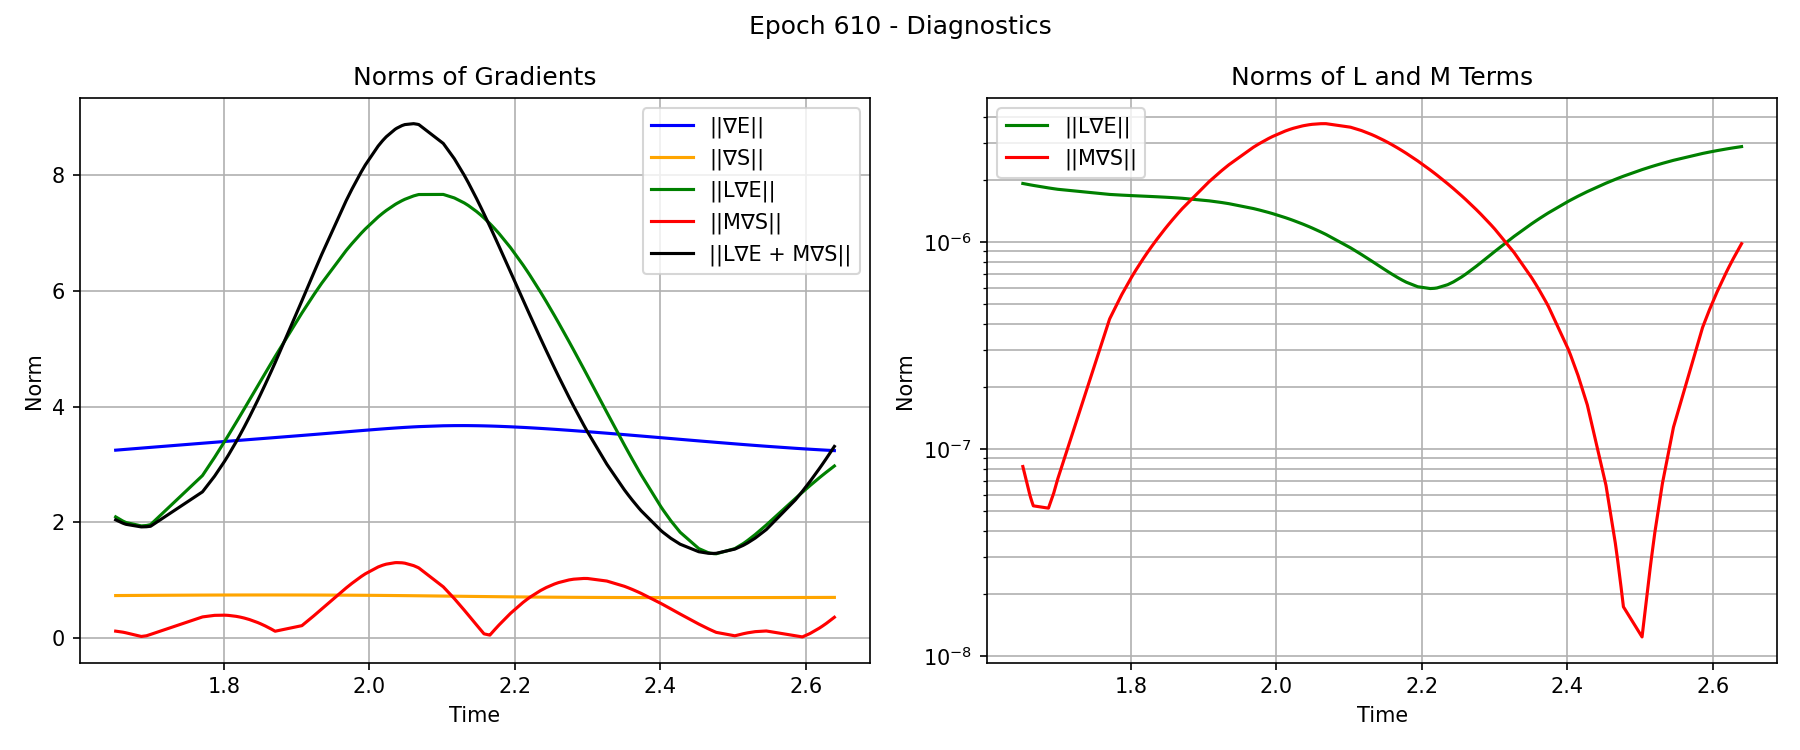 Epoch 610 - Diagnostics
Norms of Gradients
||∇E||
||∇S||
||L∇E||
||M∇S||
||L∇E + M∇S||
Norm
8
6
4
2
0
1.8 2.0 2.2 2.4 2.6
Time
Norms of L and M Terms
||L∇E||
||M∇S||
Norm
10⁻⁶
10⁻⁷
10⁻⁸
1.8 2.0 2.2 2.4 2.6
Time